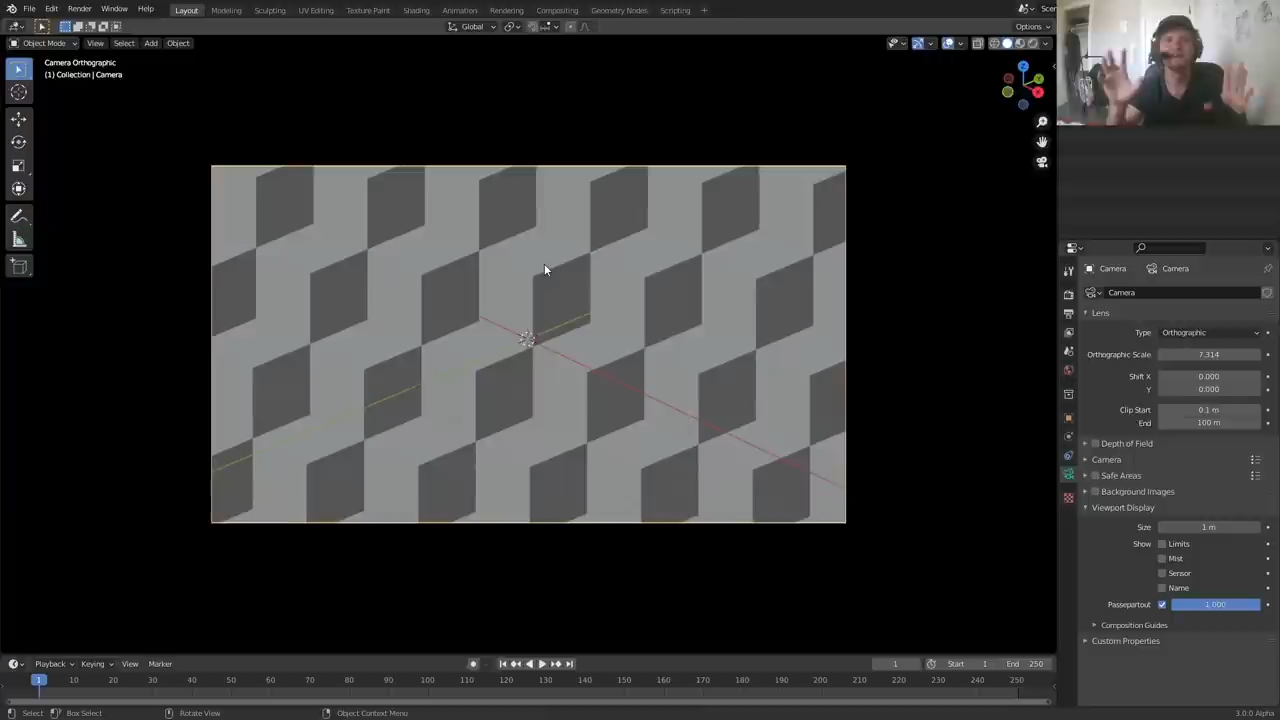 File Edit Render Window Help Layout Modeling Sculpting UV Editing Texture Paint Shading Animation Rendering Compositing Geometry Nodes Scripting + Scen
Global Options
Object Mode View Select Add Object
Camera Orthographic
(1) Collection | Camera
Z
Y
X
Camera Camera
Camera
Lens
Type Orthographic
Orthographic Scale 7.314
Shift X 0.000
Y 0.000
Clip Start 0.1 m
End 100 m
Depth of Field
Camera
Safe Areas
Background Images
Viewport Display
Size 1 m
Show Limits
Mist
Sensor
Name
Passepartout 1.000
Composition Guides
Custom Properties
Playback Keying View Marker 1 Start 1 End 250
1 10 20 30 40 50 60 70 80 90 100 110 120 130 140 150 160 170 180 190 200 210 220 230 240 250
Select Box Select Rotate View Object Context Menu 3.0.0 Alpha